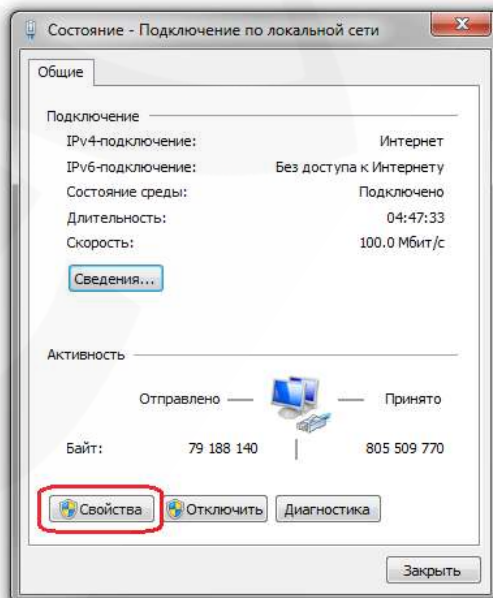 Состояние - Подключение по локальной сети
Общие
Подключение
IPv4-подключение: Интернет
IPv6-подключение: Без доступа к Интернету
Состояние среды: Подключено
Длительность: 04:47:33
Скорость: 100.0 Мбит/с
Сведения...
Активность
Отправлено Принято
Байт: 79 188 140 805 509 770
Свойства Отключить Диагностика
Закрыть